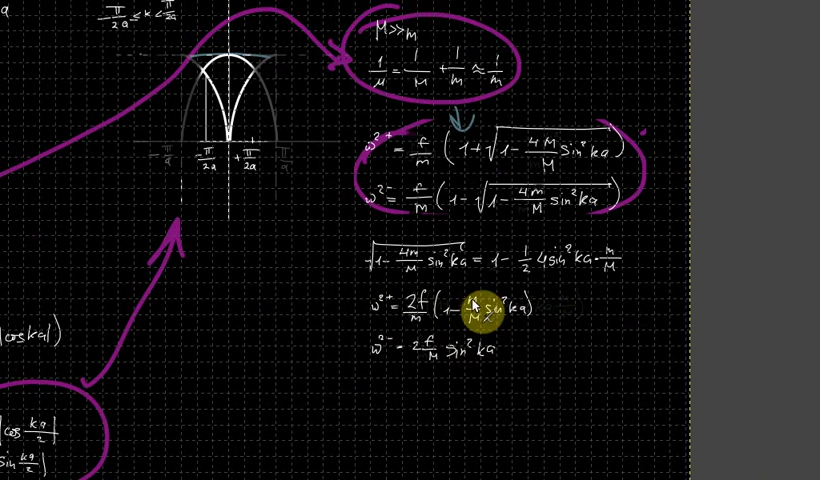 a
-π/2a ≤ k < π/2a
M>>m
1/μ = 1/M + 1/m ≈ 1/m
-π/a -π/2a +π/2a π/a
ω²⁺ = f/m (1+√(1 - 4M/M sin²ka))
ω²⁻ = f/m (1-√(1 - 4m/M sin²ka))
√(1 - 4m/M sin²ka) = 1 - 1/2 4sin²ka · m/M
ω²⁺ = 2f/m (1 - sin²ka)
|coska|
ω²⁻ - 2f/M sin²ka
|cos ka/2|
sin ka/2|